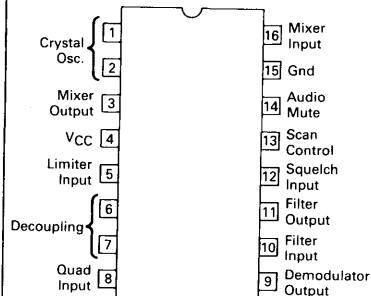 Crystal
Osc.
1
2
Mixer
Output
3
VCC
4
Limiter
Input
5
Decoupling
6
7
Quad
Input
8
16
Mixer
Input
15
Gnd
14
Audio
Mute
13
Scan
Control
12
Squelch
Input
11
Filter
Output
10
Filter
Input
9
Demodulator
Output